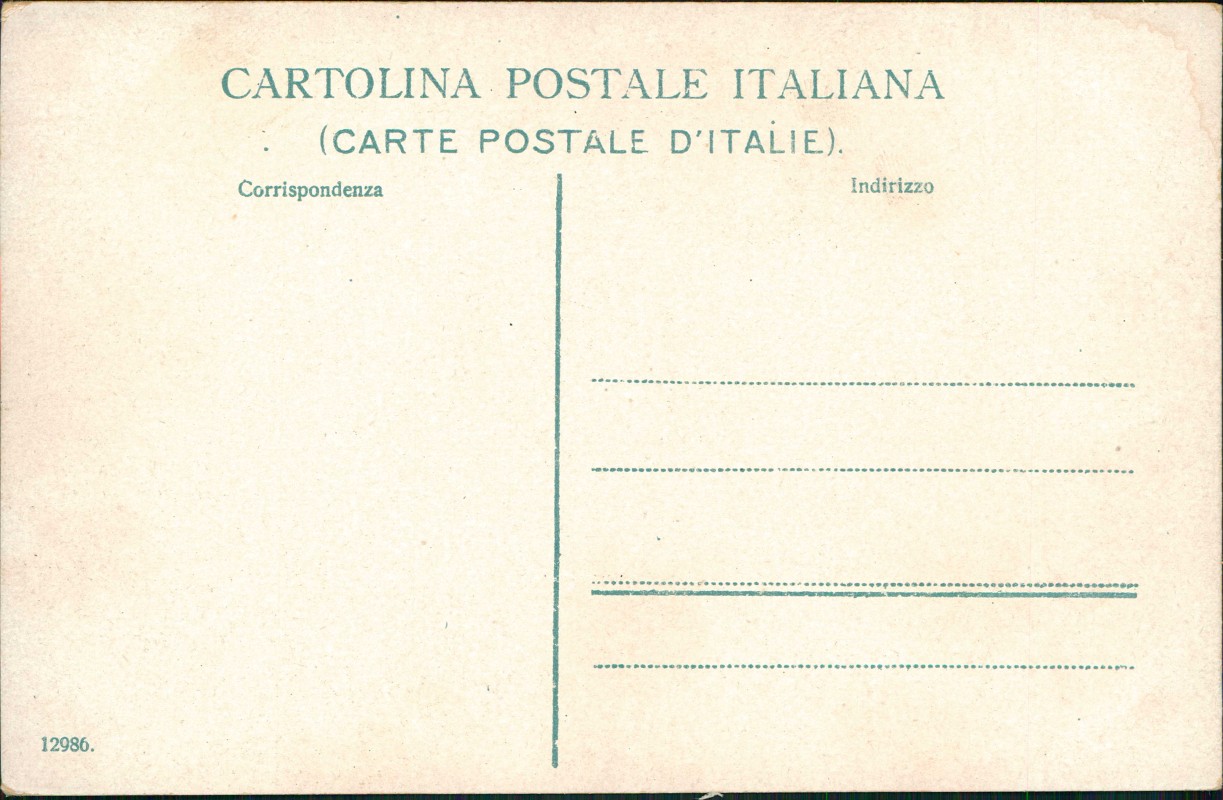 CARTOLINA POSTALE ITALIANA
(CARTE POSTALE D'ITALIE).
Corrispondenza
Indirizzo
12986.